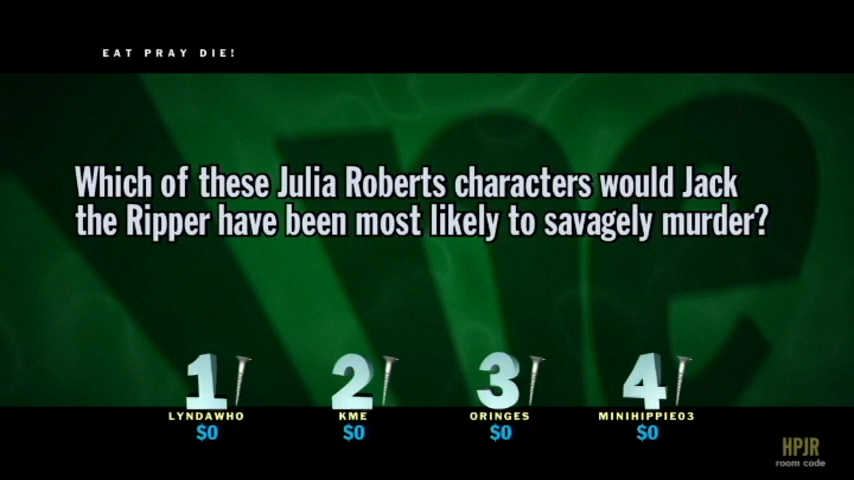 EAT PRAY DIE!
Which of these Julia Roberts characters would Jack
the Ripper have been most likely to savagely murder?
1 2 3 4
LYNDAWHO KME ORINGES MINIHIPPIE03
$0 $0 $0 $0
HPJR
room code